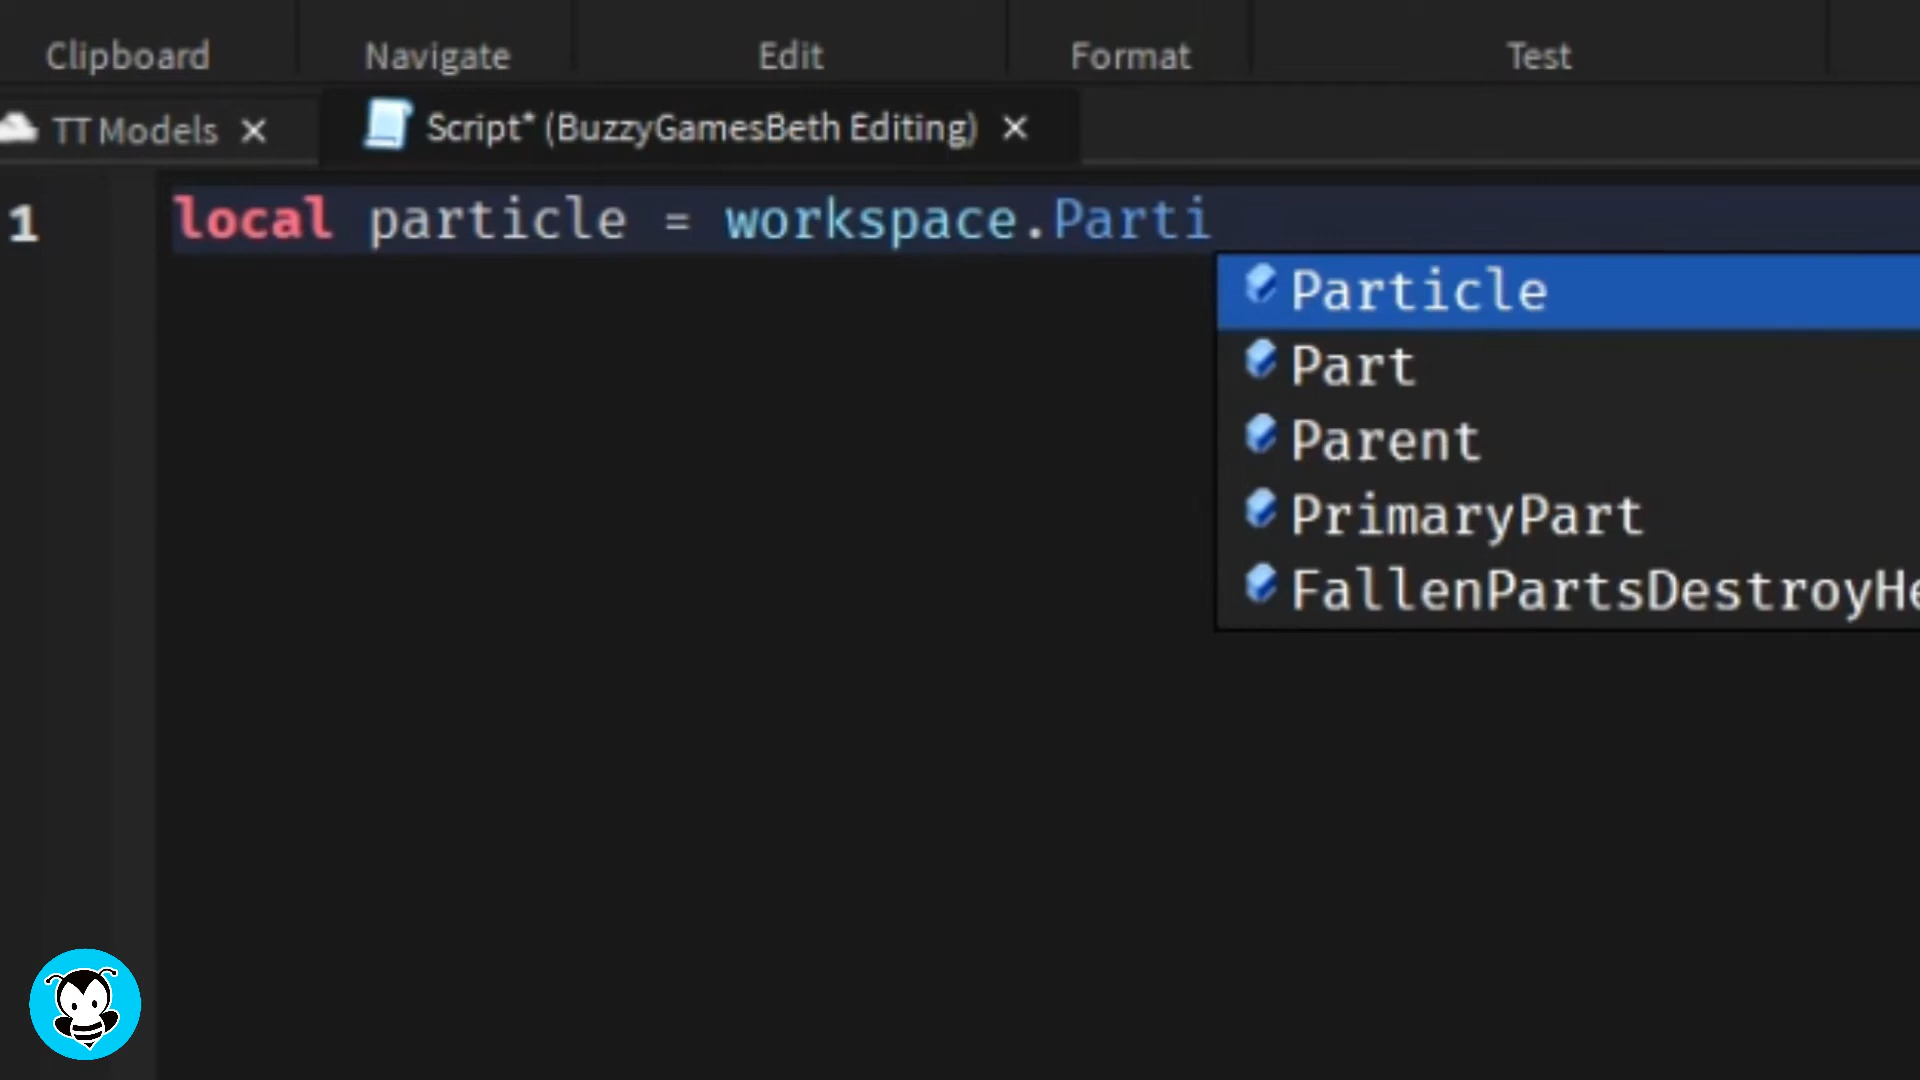 Clipboard Navigate Edit Format Test
TT Models × Script* (BuzzyGamesBeth Editing) ×
1 local particle = workspace.Parti
Particle
Part
Parent
PrimaryPart
FallenPartsDestroyHe